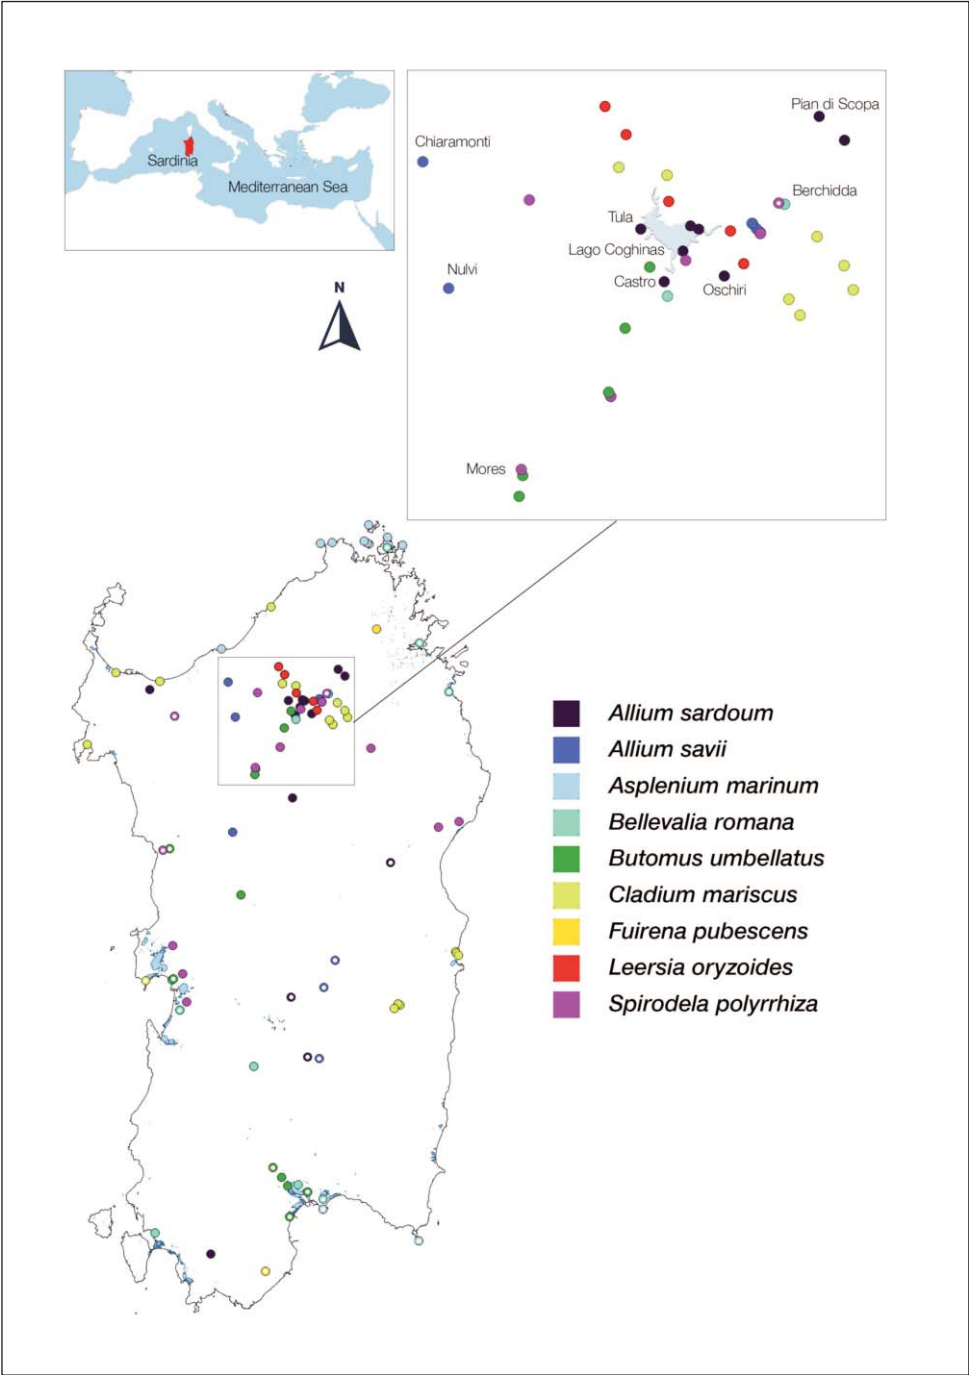 Sardinia
Mediterranean Sea
N
Pian di Scopa
Chiaramonti
Berchidda
Tula
Lago Coghinas
Nulvi
Castro
Oschiri
Mores
Allium sardoum
Allium savii
Asplenium marinum
Bellevalia romana
Butomus umbellatus
Cladium mariscus
Fuirena pubescens
Leersia oryzoides
Spirodela polyrrhiza